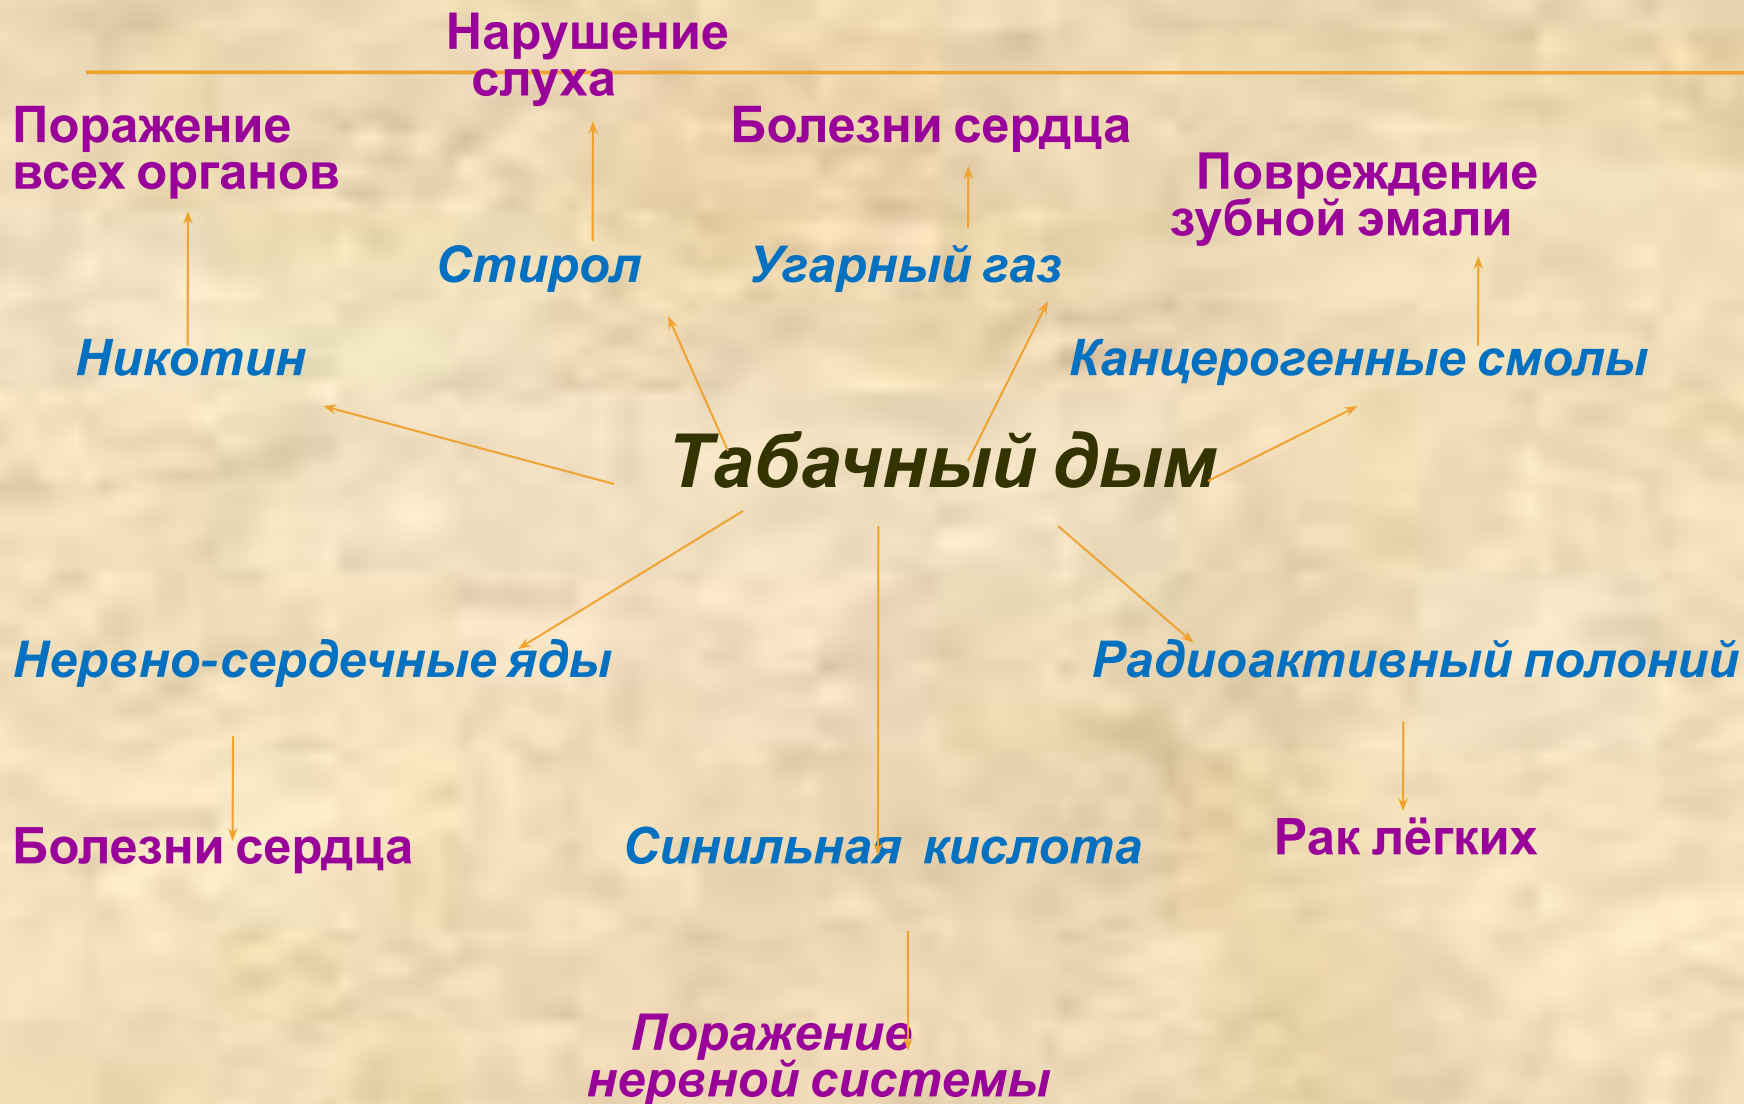 Нарушение
слуха
Поражение
всех органов
Болезни сердца
Повреждение
зубной эмали
Стирол
Угарный газ
Никотин
Канцерогенные смолы
Табачный дым
Нервно-сердечные яды
Радиоактивный полоний
Болезни сердца
Синильная кислота
Рак лёгких
Поражение
нервной системы